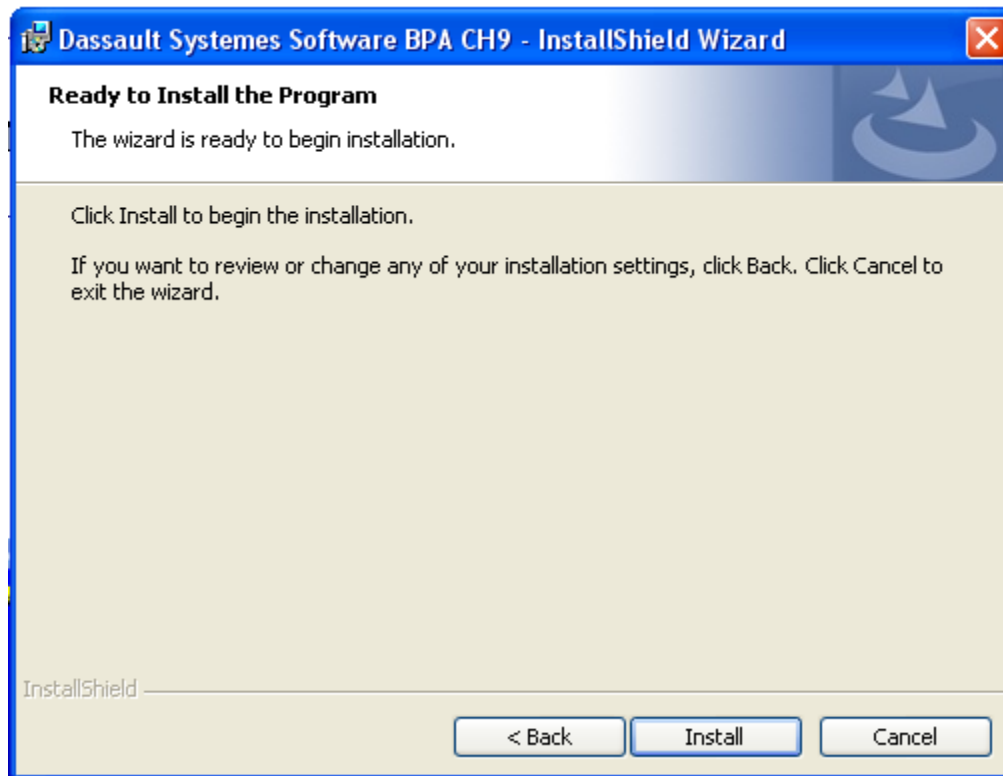 Dassault Systemes Software BPA CH9 - InstallShield Wizard
Ready to Install the Program
The wizard is ready to begin installation.
Click Install to begin the installation.
If you want to review or change any of your installation settings, click Back. Click Cancel to
exit the wizard.
InstallShield
< Back Install Cancel